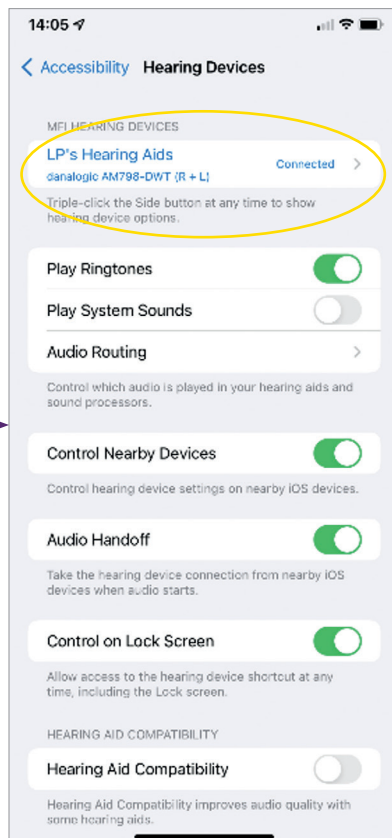 14:05
Accessibility Hearing Devices
MFI HEARING DEVICES
LP's Hearing Aids
danalogic AM798-DWT (R + L)
Connected
Triple-click the Side button at any time to show
hearing device options.
Play Ringtones
Play System Sounds
Audio Routing
Control which audio is played in your hearing aids and
sound processors.
Control Nearby Devices
Control hearing device settings on nearby iOS devices.
Audio Handoff
Take the hearing device connection from nearby iOS
devices when audio starts.
Control on Lock Screen
Allow access to the hearing device shortcut at any
time, including the Lock screen.
HEARING AID COMPATIBILITY
Hearing Aid Compatibility
Hearing Aid Compatibility improves audio quality with
some hearing aids.